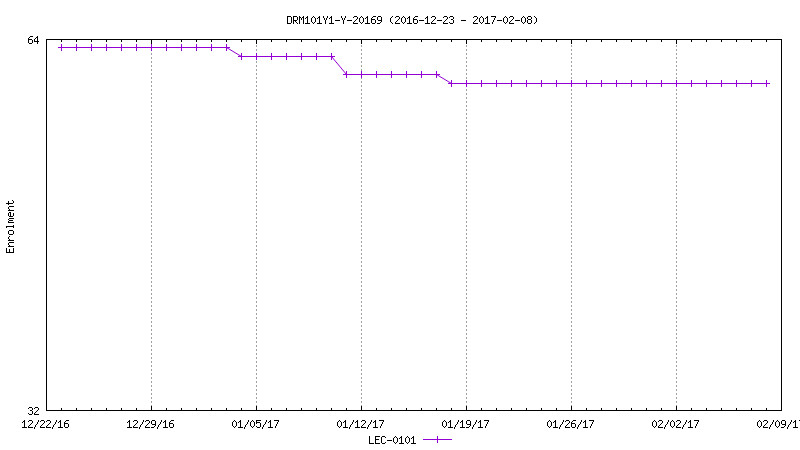 DRM101Y1-Y-20169 (2016-12-23 - 2017-02-08)
64
Enrolment
32
12/22/16 12/29/16 01/05/17 01/12/17 01/19/17 01/26/17 02/02/17 02/09/1
LEC-0101